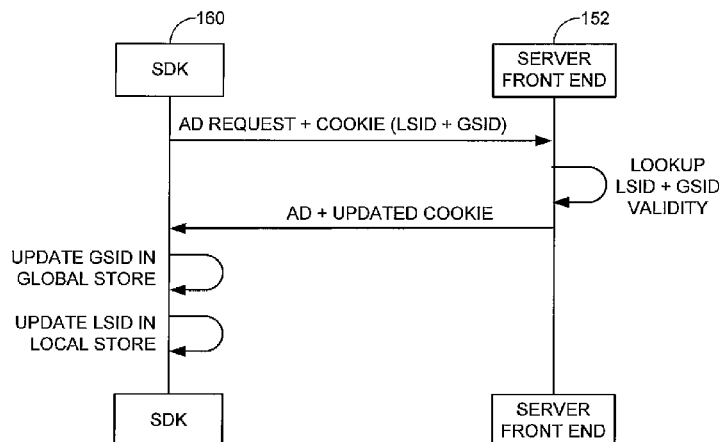 160
152
SDK
SERVER
FRONT END
AD REQUEST + COOKIE (LSID + GSID)
LOOKUP
LSID + GSID
VALIDITY
AD + UPDATED COOKIE
UPDATE GSID IN
GLOBAL STORE
UPDATE LSID IN
LOCAL STORE
SDK
SERVER
FRONT END